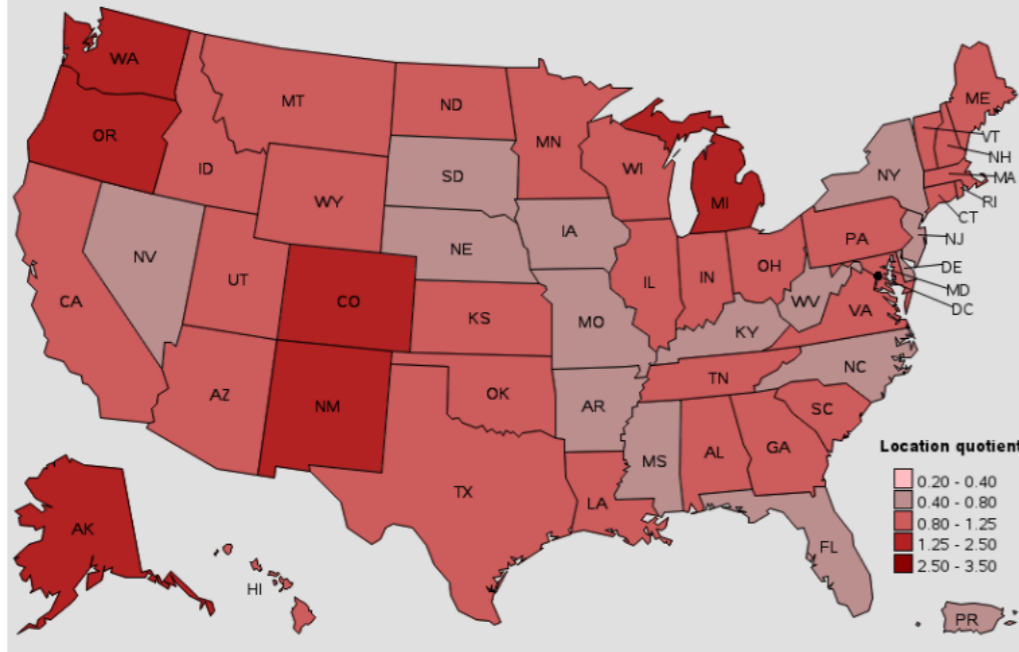 WA
MT
ND
MN
ME
VT
NH
MA
RI
CT
OR
ID
WY
SD
WI
MI
NY
NJ
PA
DE
MD
DC
NV
UT
CO
NE
IA
IL
IN
OH
WV
VA
CA
KS
MO
KY
NC
AZ
NM
OK
AR
TN
SC
TX
LA
MS
AL
GA
FL
AK
HI
PR
Location quotient
0.20 - 0.40
0.40 - 0.80
0.80 - 1.25
1.25 - 2.50
2.50 - 3.50